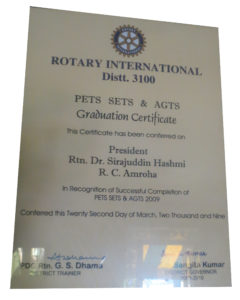 ROTARY INTERNATIONAL
Distt. 3100
PETS SETS & AGTS
Graduation Certificate
This Certificate has been conferred on
President
Rtn. Dr. Sirajuddin Hashmi
R. C. Amroha
In Recognition of Successful Completion of
PETS SETS & AGTS 2009
Conferred this Twenty Second Day of March, Two Thousand and Nine
PDG Rtn. G. S. Dhama
DISTRICT TRAINER
Sangita Kumar
DISTRICT GOVERNOR